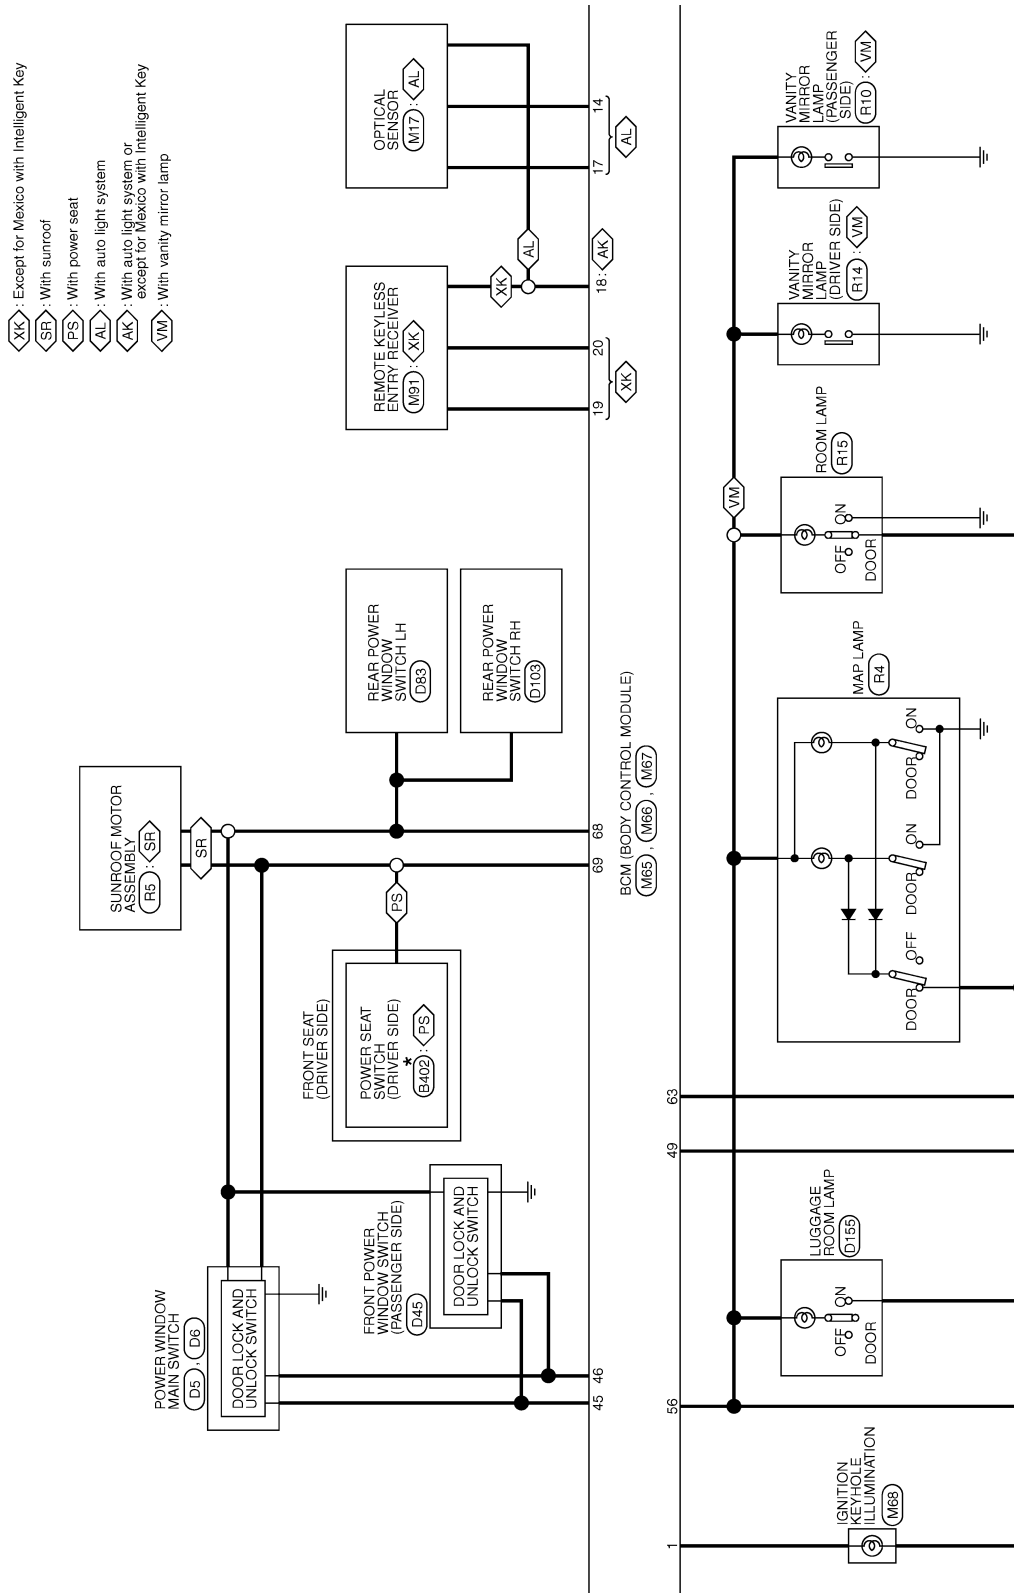 XK : Except for Mexico with Intelligent Key
SR : With sunroof
PS : With power seat
AL : With auto light system
AK : With auto light system or
except for Mexico with Intelligent Key
VM : With vanity mirror lamp
POWER WINDOW
MAIN SWITCH
D5 , D6
DOOR LOCK AND
UNLOCK SWITCH
SUNROOF MOTOR
ASSEMBLY
R5 : SR
SR
FRONT POWER
WINDOW SWITCH
(PASSENGER SIDE)
D45
DOOR LOCK AND
UNLOCK SWITCH
FRONT SEAT
(DRIVER SIDE)
POWER SEAT
SWITCH
(DRIVER SIDE)
*
B402 : PS
PS
REAR POWER
WINDOW
SWITCH LH
D83
REAR POWER
WINDOW
SWITCH RH
D103
REMOTE KEYLESS
ENTRY RECEIVER
M91 : XK
XK
OPTICAL
SENSOR
M17 : AL
AL
45
46
69
68
19
20
XK
18 : AK
17
14
AL
BCM (BODY CONTROL MODULE)
M65 , M66 , M67
1
56
49
63
IGNITION
KEYHOLE
ILLUMINATION
M68
LUGGAGE
ROOM LAMP
D155
OFF
ON
DOOR
MAP LAMP
R4
DOOR
OFF
DOOR
ON
DOOR
ON
VM
ROOM LAMP
R15
OFF
ON
DOOR
VANITY
MIRROR
LAMP
(DRIVER SIDE)
R14 : VM
VANITY
MIRROR
LAMP
(PASSENGER
SIDE)
R10 : VM